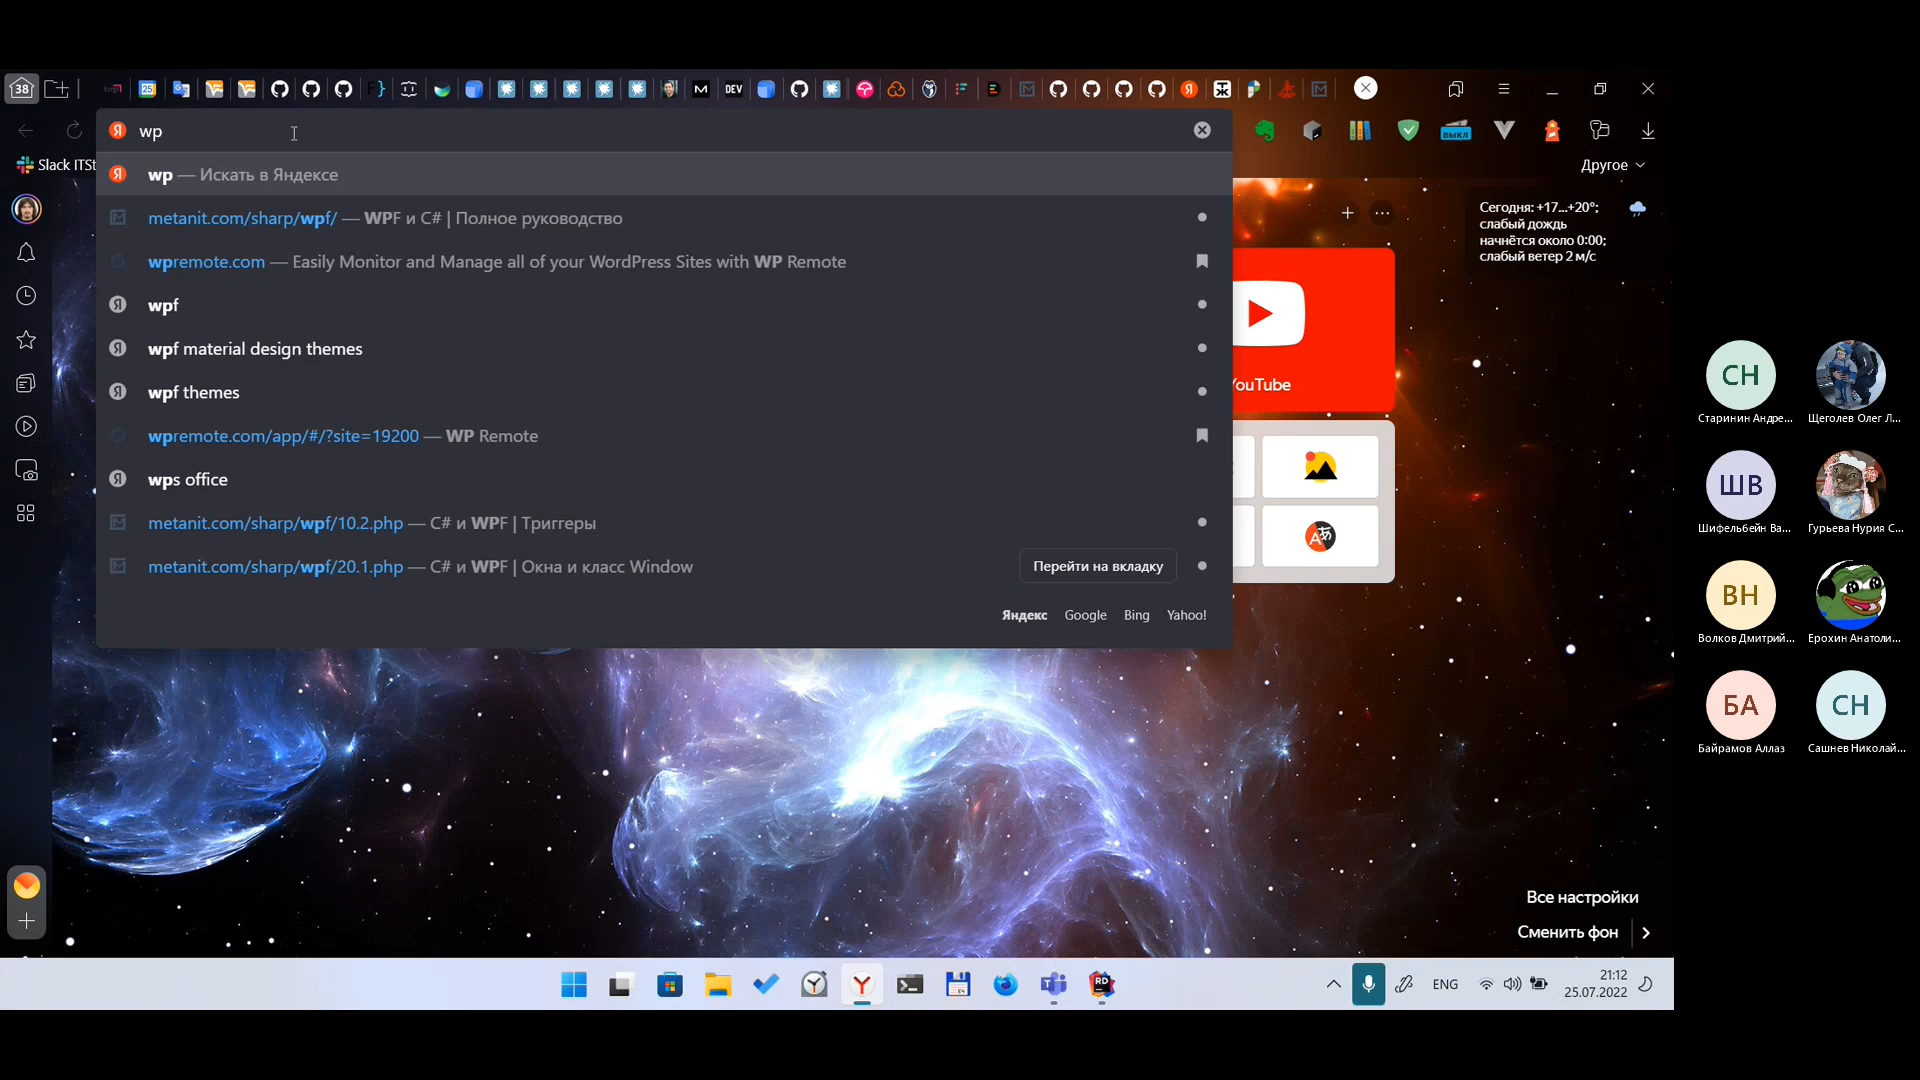 38
25
DEV
wp
ВЫКЛ
Slack ITSt
Другое
wp — Искать в Яндексе
metanit.com/sharp/wpf/ — WPF и C# | Полное руководство
wpremote.com — Easily Monitor and Manage all of your WordPress Sites with WP Remote
wpf
wpf material design themes
wpf themes
wpremote.com/app/#/?site=19200 — WP Remote
wps office
metanit.com/sharp/wpf/10.2.php — C# и WPF | Триггеры
metanit.com/sharp/wpf/20.1.php — C# и WPF | Окна и класс Window
Перейти на вкладку
Яндекс Google Bing Yahoo!
Сегодня: +17...+20°;
слабый дождь
начнётся около 0:00;
слабый ветер 2 м/с
YouTube
Все настройки
Сменить фон
ENG
21:12
25.07.2022
СН
Старинин Андре...
Щеголев Олег Л...
ШВ
Шифельбейн Ва...
Гурьева Нурия С...
ВН
Волков Дмитрий...
Ерохин Анатоли...
БА
Байрамов Аллаз
СН
Сашнев Николай...